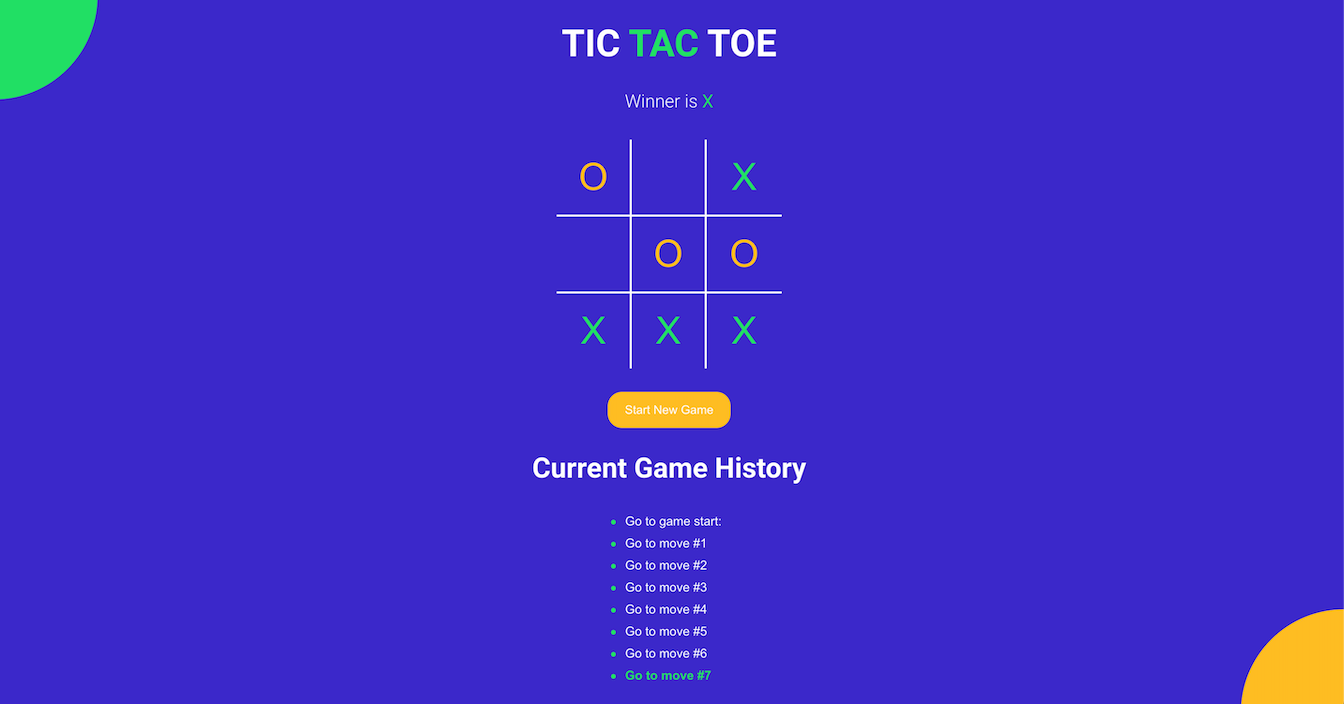 TIC TAC TOE
Winner is X
O X
O O
X X X
Start New Game
Current Game History
Go to game start:
Go to move #1
Go to move #2
Go to move #3
Go to move #4
Go to move #5
Go to move #6
Go to move #7